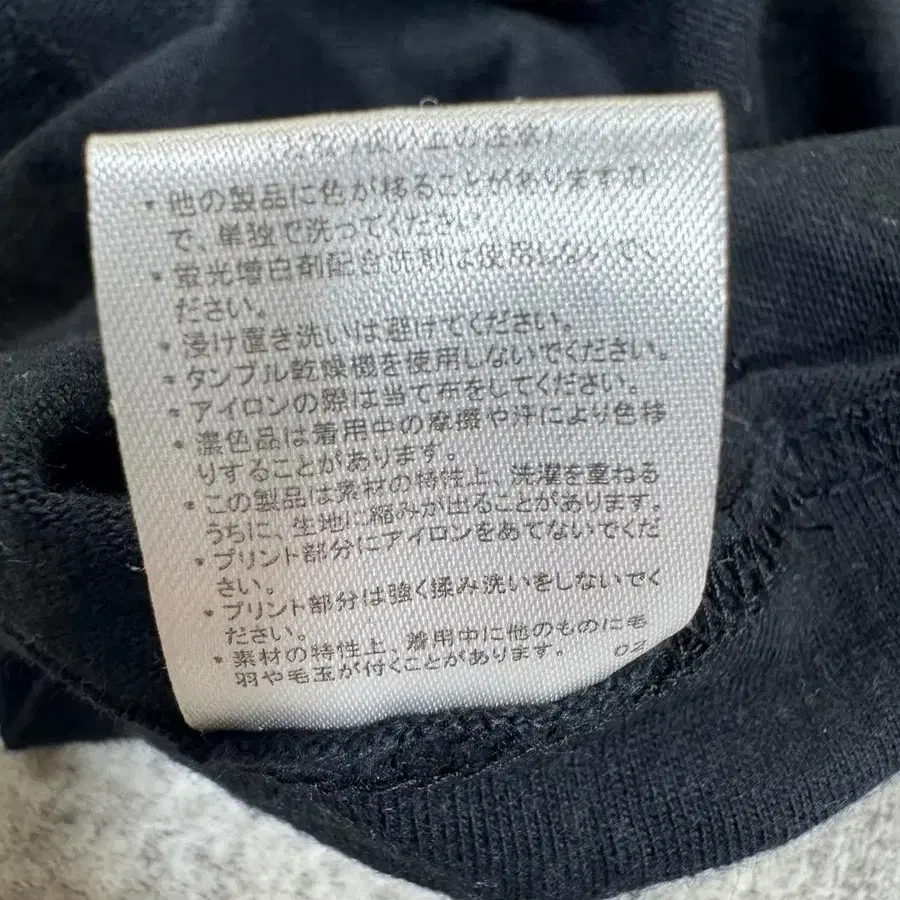 お取り扱い上の注意
・他の製品に色が移ることがありますの
で、単独で洗ってください。
・蛍光増白剤配合洗剤は使用しないで、
ださい。
・浸け置き洗いは避けてください。
・タンブル乾燥機を使用しないでください。
・アイロンの際は当て布をしてください。
・濃色品は着用中の摩擦や汗により色移
りすることがあります。
・この製品は素材の特性上、洗濯を重ねる
うちに、生地に縮みが出ることがあります。
・プリント部分にアイロンをあてないでくだ
さい。
・プリント部分は強く揉み洗いをしないでく
ださい。
・素材の特性上、着用中に他のものに毛
羽や毛玉が付くことがあります。 02